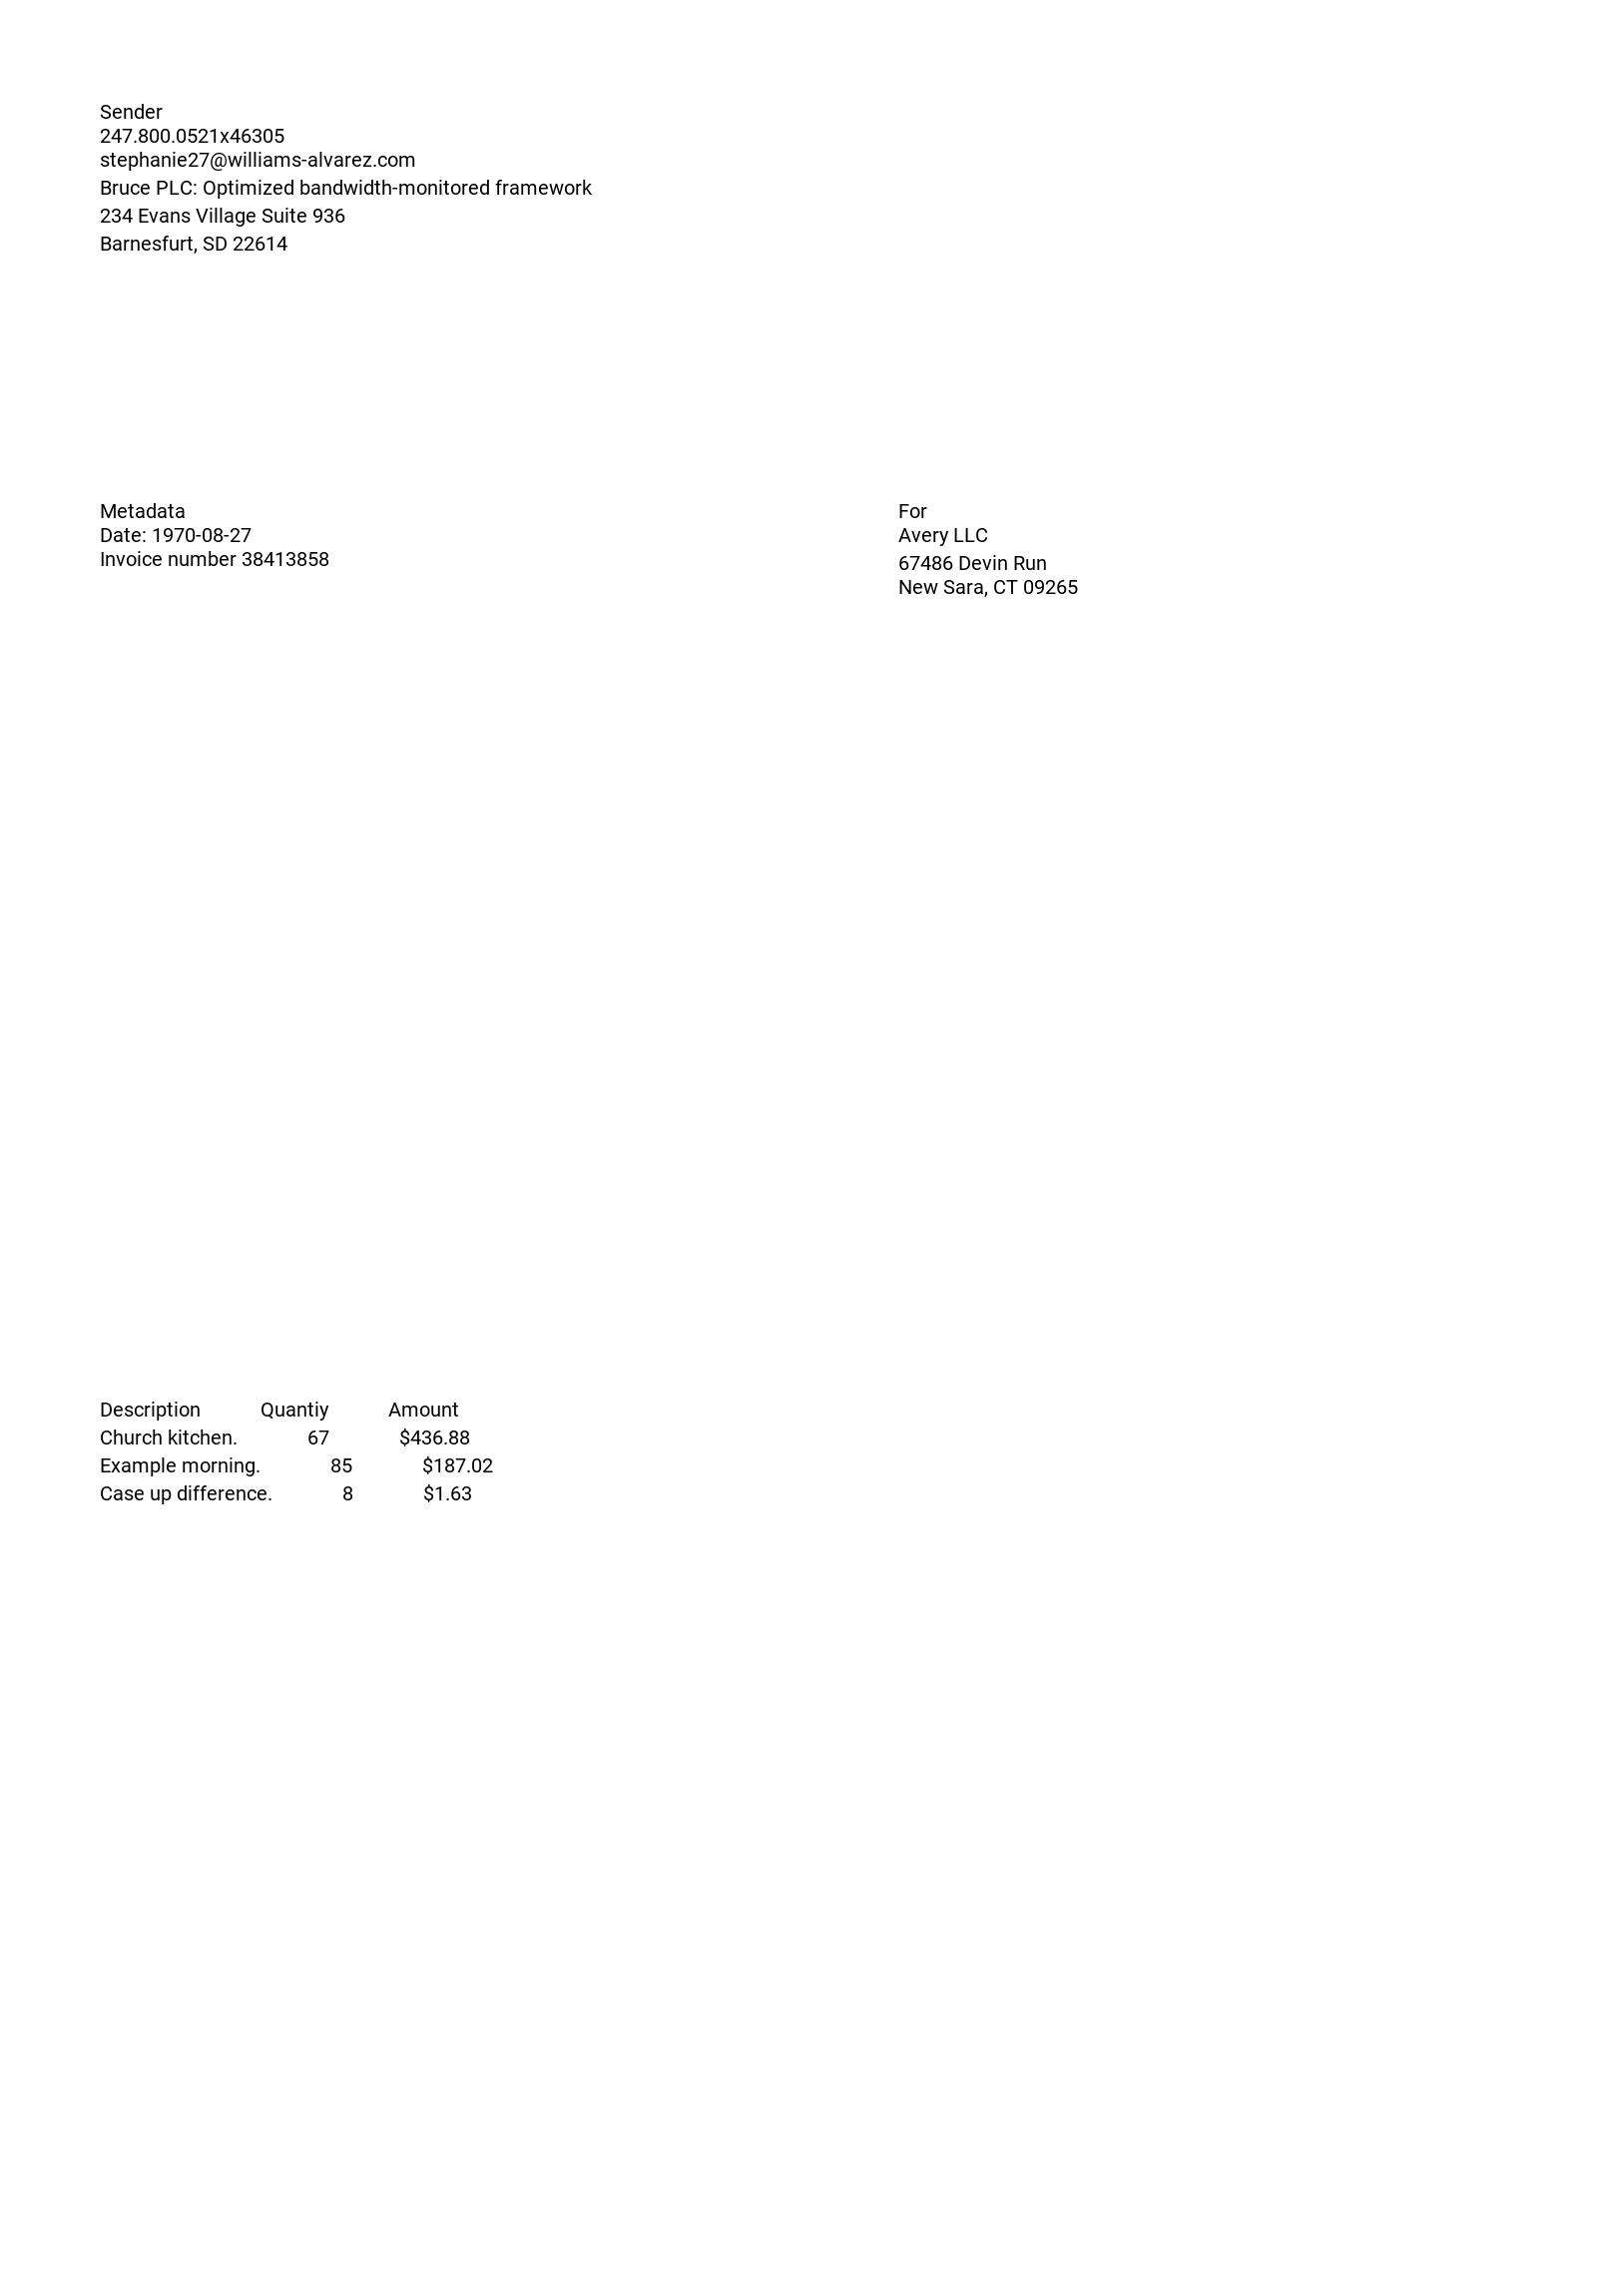 Sender
247.800.0521x46305
stephanie27@williams-alvarez.com
Bruce PLC: Optimized bandwidth-monitored framework
234 Evans Village Suite 936
Barnesfurt, SD 22614
Metadata
Date: 1970-08-27
Invoice number 38413858
For
Avery LLC
67486 Devin Run
New Sara, CT 09265
Description Quantiy Amount
Church kitchen. 67 $436.88
Example morning. 85 $187.02
Case up difference. 8 $1.63